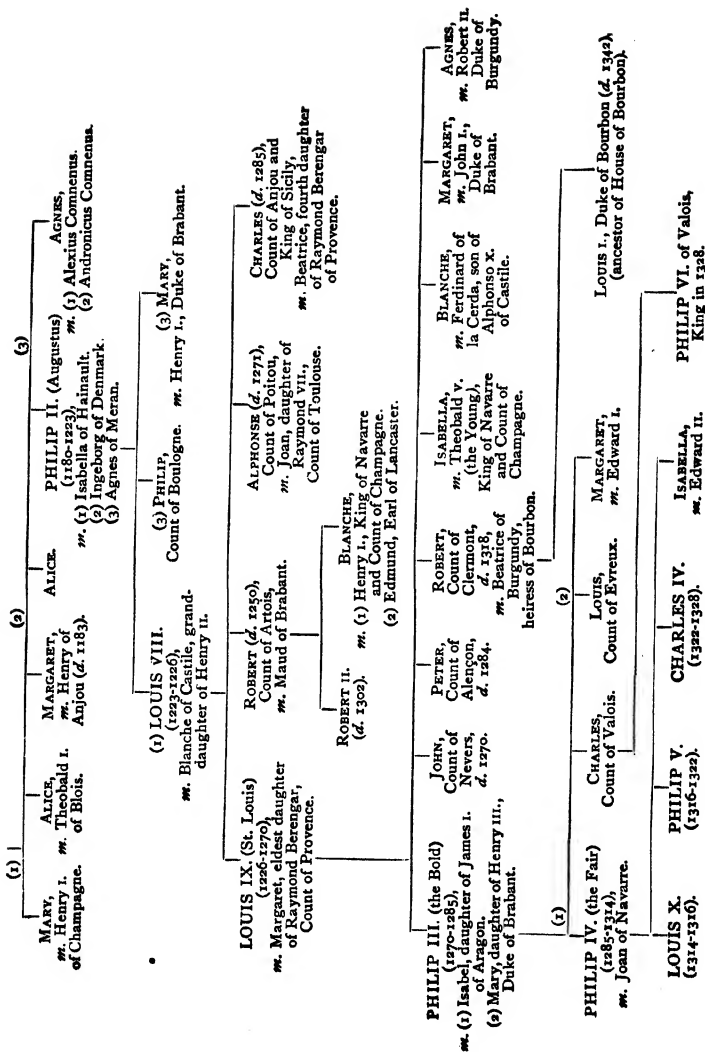 (1)
(2)
(3)
MARY,
m. Henry I.
of Champagne.
ALICE,
m. Theobald I.
of Blois.
MARGARET,
m. Henry of
Anjou (d. 1183).
ALICE.
PHILIP II. (Augustus)
(1180-1223),
m. (1) Isabella of Hainault.
(2) Ingeborg of Denmark.
(3) Agnes of Meran.
AGNES,
m. (1) Alexius Comnenus.
(2) Andronicus Comnenus.
(1) LOUIS VIII.
(1223-1226),
m. Blanche of Castile, grand-
daughter of Henry II.
(3) PHILIP,
Count of Boulogne.
(3) MARY,
m. Henry I., Duke of Brabant.
LOUIS IX. (St. Louis)
(1226-1270),
m. Margaret, eldest daughter
of Raymond Berengar,
Count of Provence.
ROBERT (d. 1250),
Count of Artois,
m. Maud of Brabant.
ALPHONSE (d. 1271),
Count of Poitou,
m. Joan, daughter of
Raymond VII.,
Count of Toulouse.
CHARLES (d. 1285),
Count of Anjou and
King of Sicily,
m. Beatrice, fourth daughter
of Raymond Berengar
of Provence.
ROBERT II.
(d. 1302).
BLANCHE,
m. (1) Henry I., King of Navarre
and Count of Champagne.
(2) Edmund, Earl of Lancaster.
PHILIP III. (the Bold)
(1270-1285),
m. (1) Isabel, daughter of James I.
of Aragon.
(2) Mary, daughter of Henry III.,
Duke of Brabant.
JOHN,
Count of
Nevers,
d. 1270.
PETER,
Count of
Alençon,
d. 1284.
ROBERT,
Count of
Clermont,
d. 1318,
m. Beatrice of
Burgundy,
heiress of Bourbon.
ISABELLA,
m. Theobald V.
(the Young),
King of Navarre
and Count of
Champagne.
BLANCHE,
m. Ferdinard of
la Cerda, son of
Alphonso X.
of Castile.
MARGARET,
m. John I.,
Duke of
Brabant.
AGNES,
m. Robert II.
Duke of
Burgundy.
(1)
(2)
PHILIP IV. (the Fair)
(1285-1314),
m. Joan of Navarre.
CHARLES,
Count of Valois.
LOUIS,
Count of Evreux.
MARGARET,
m. Edward I.
LOUIS I., Duke of Bourbon (d. 1342),
(ancestor of House of Bourbon).
LOUIS X.
(1314-1316).
PHILIP V.
(1316-1322).
CHARLES IV.
(1322-1328).
ISABELLA,
m. Edward II.
PHILIP VI. of Valois,
King in 1328.